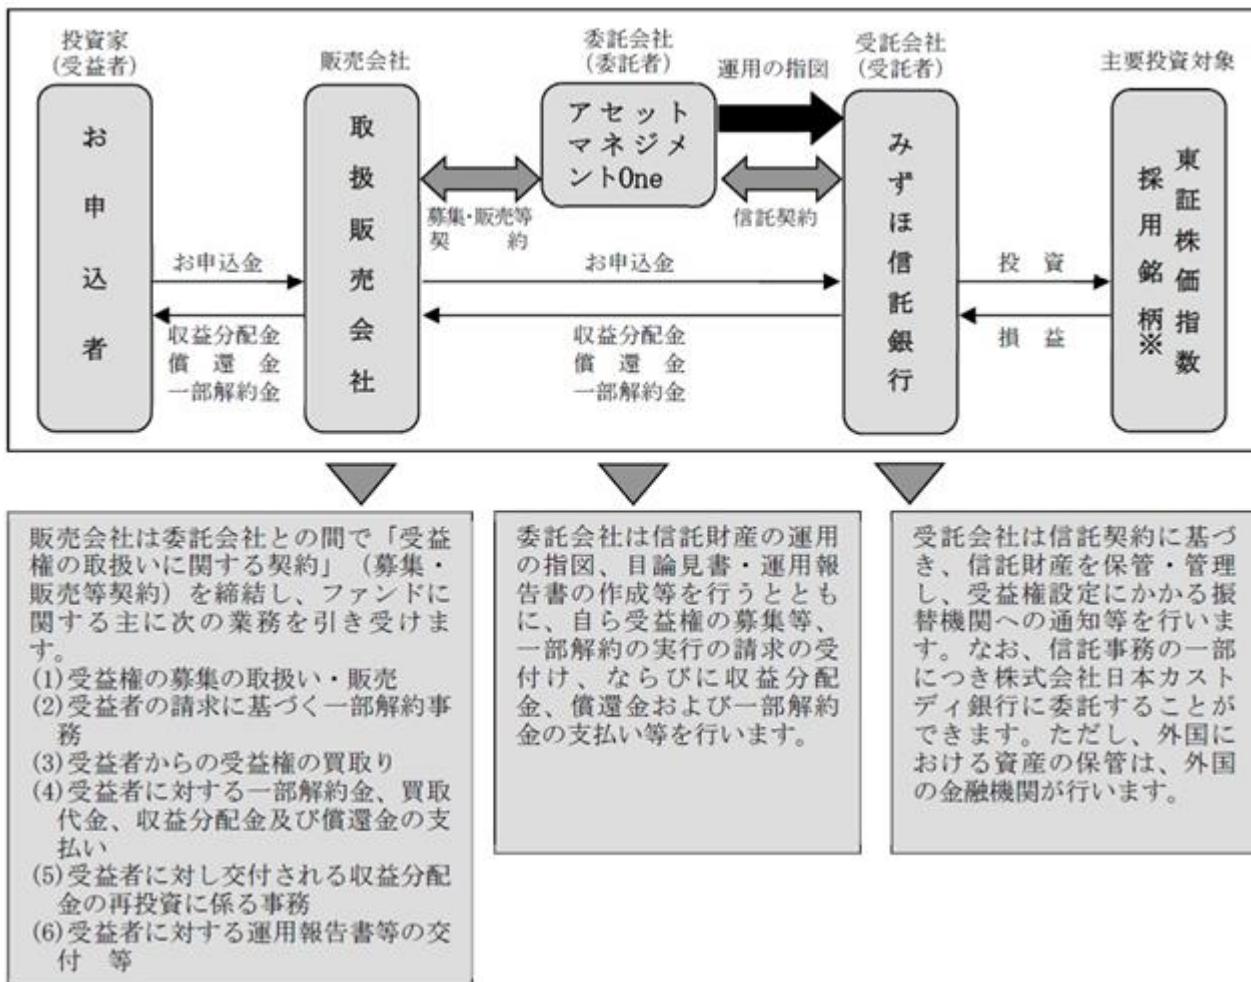 投資家
(受益者)
お申込者
販売会社
取扱販売会社
委託会社
(委託者)
アセット
マネジメ
ントOne
運用の指図
受託会社
(受託者)
みずほ信託銀行
主要投資対象
東証株価指数
採用銘柄※
募集・販売等
契約
信託契約
お申込金
お申込金
投資
収益分配金
償還金
一部解約金
収益分配金
償還金
一部解約金
損益
販売会社は委託会社との間で「受益
権の取扱いに関する契約」(募集・
販売等契約)を締結し、ファンドに
関する主に次の業務を引き受けま
す。
(1)受益権の募集の取扱い・販売
(2)受益者の請求に基づく一部解約事
務
(3)受益者からの受益権の買取り
(4)受益者に対する一部解約金、買取
代金、収益分配金及び償還金の支
払い
(5)受益者に対し交付される収益分配
金の再投資に係る事務
(6)受益者に対する運用報告書等の交
付 等
委託会社は信託財産の運用
の指図、目論見書・運用報
告書の作成等を行うととも
に、自ら受益権の募集等、
一部解約の実行の請求の受
付け、ならびに収益分配
金、償還金および一部解約
金の支払い等を行います。
受託会社は信託契約に基づ
き、信託財産を保管・管理
し、受益権設定にかかる振
替機関への通知等を行いま
す。なお、信託事務の一部
につき株式会社日本カスト
ディ銀行に委託することが
できます。ただし、外国に
おける資産の保管は、外国
の金融機関が行います。